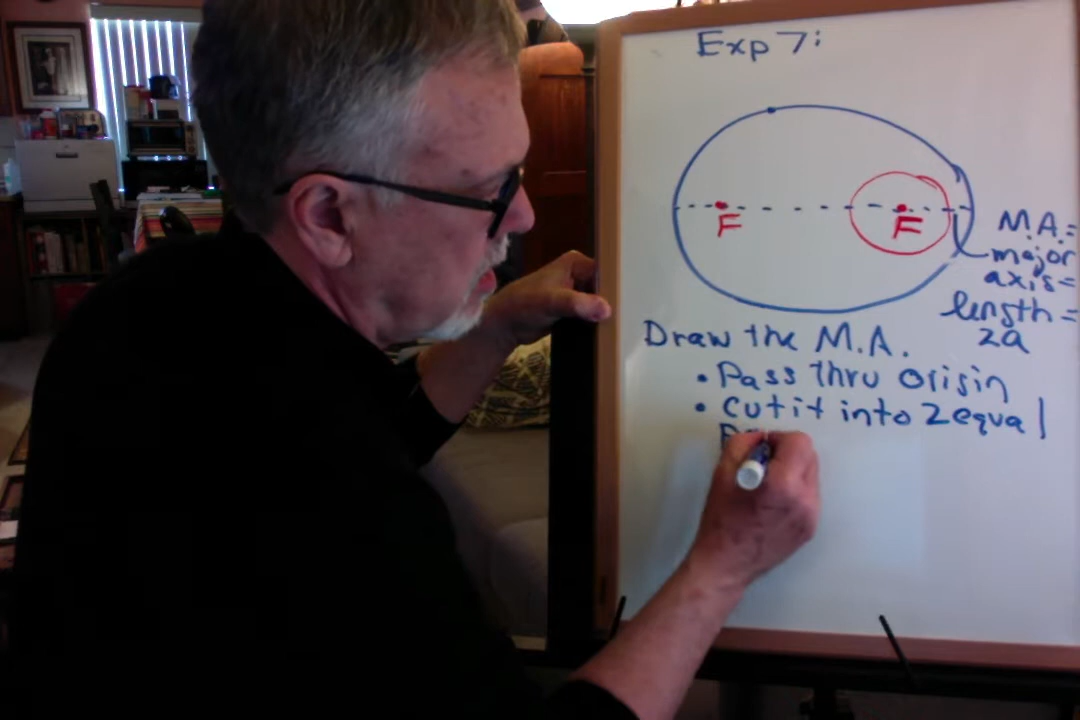 Exp 7:
F
F
M.A.=
major
axis=
length=
2a
Draw the M.A.
• Pass thru origin
• Cut it into 2 equal